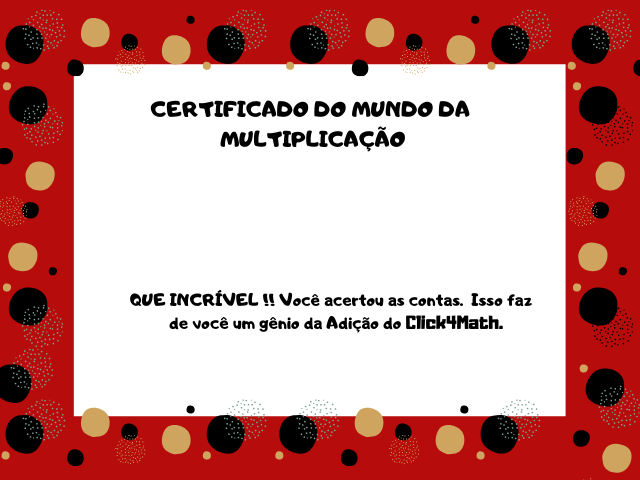 CERTIFICADO DO MUNDO DA
MULTIPLICAÇÃO
QUE INCRÍVEL !! Você acertou as contas. Isso faz
de você um gênio da Adição do Click4Math.